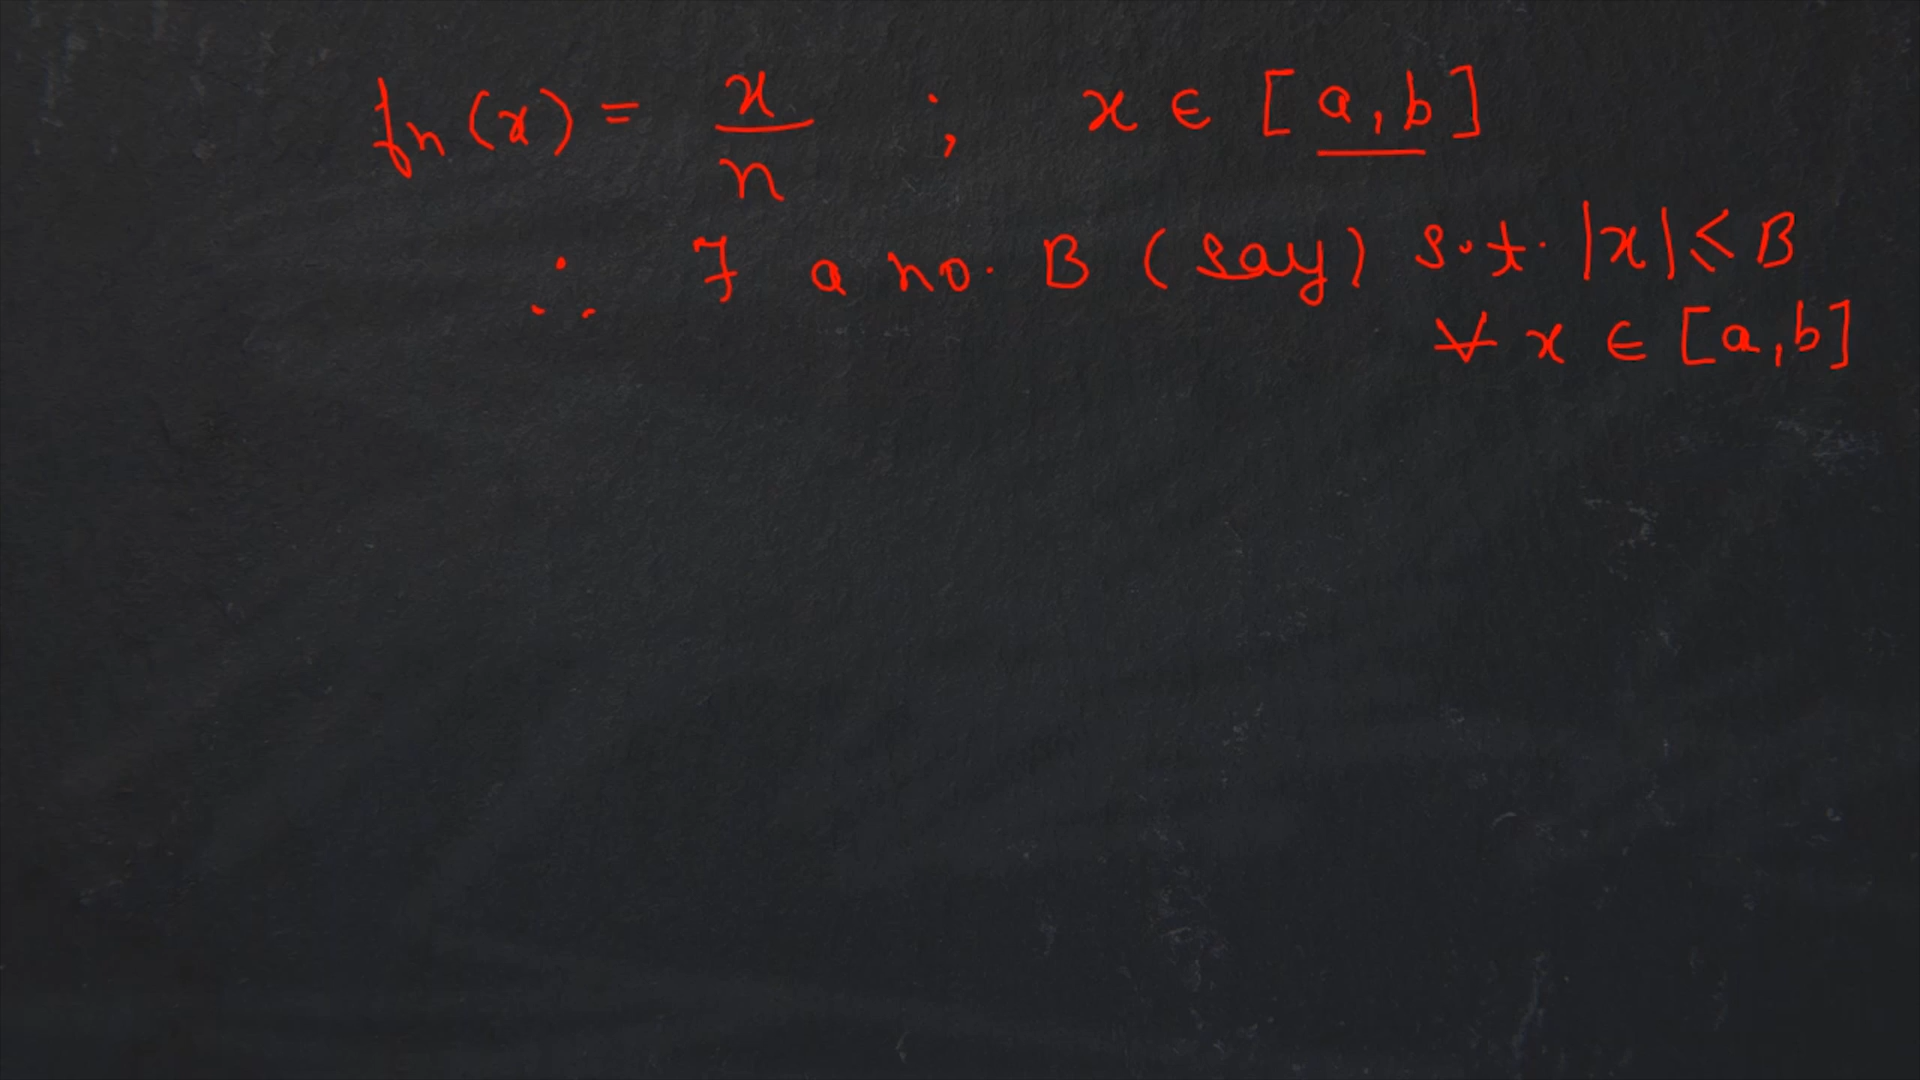 fn(x) = x/n ; x ∈ [a,b]
∴ ∃ a no. B (say) s.t. |x| ≤ B
∀ x ∈ [a,b]